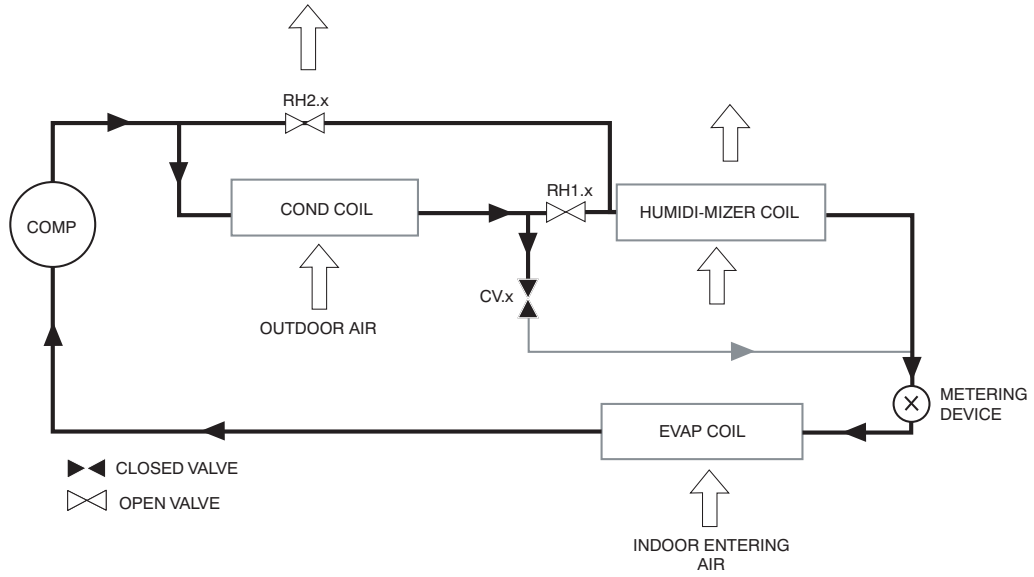 RH2.x
RH1.x
COND COIL
HUMIDI-MIZER COIL
COMP
CV.x
OUTDOOR AIR
METERING
DEVICE
EVAP COIL
CLOSED VALVE
OPEN VALVE
INDOOR ENTERING
AIR